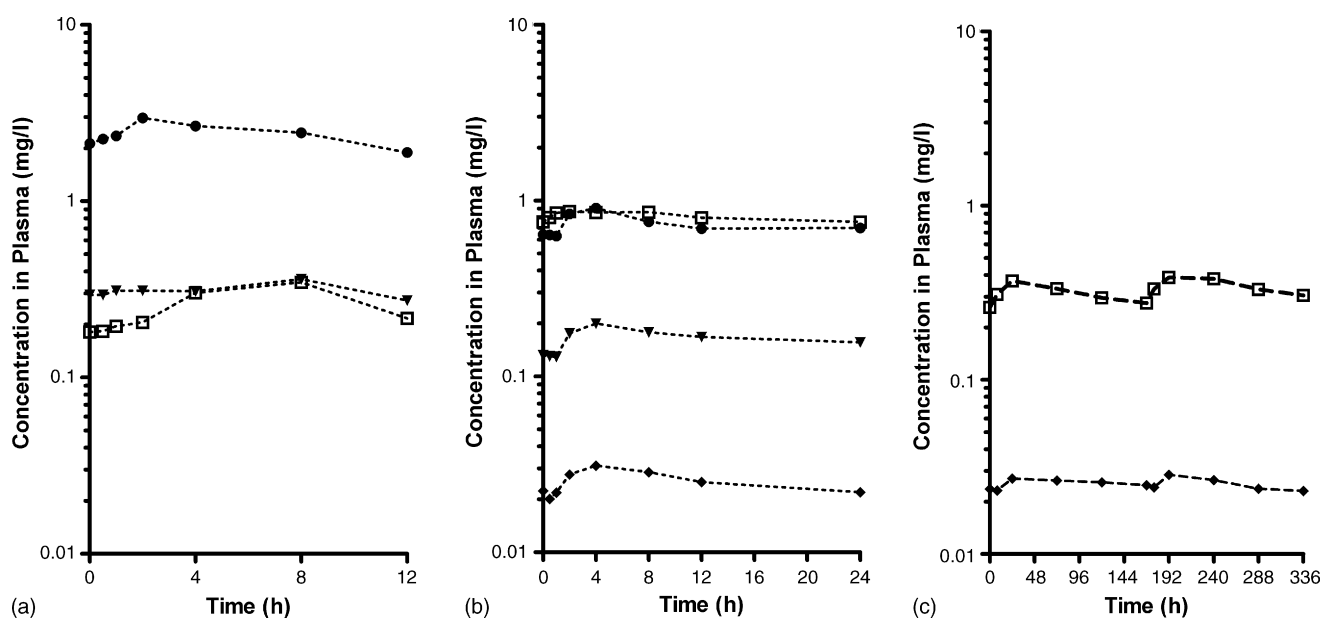 10
1
0.1
0.01
0 4 8 12
Concentration in Plasma (mg/l)
Time (h)
(a)
10
1
0.1
0.01
0 4 8 12 16 20 24
Concentration in Plasma (mg/l)
Time (h)
(b)
10
1
0.1
0.01
0 48 96 144 192 240 288 336
Concentration in Plasma (mg/l)
Time (h)
(c)